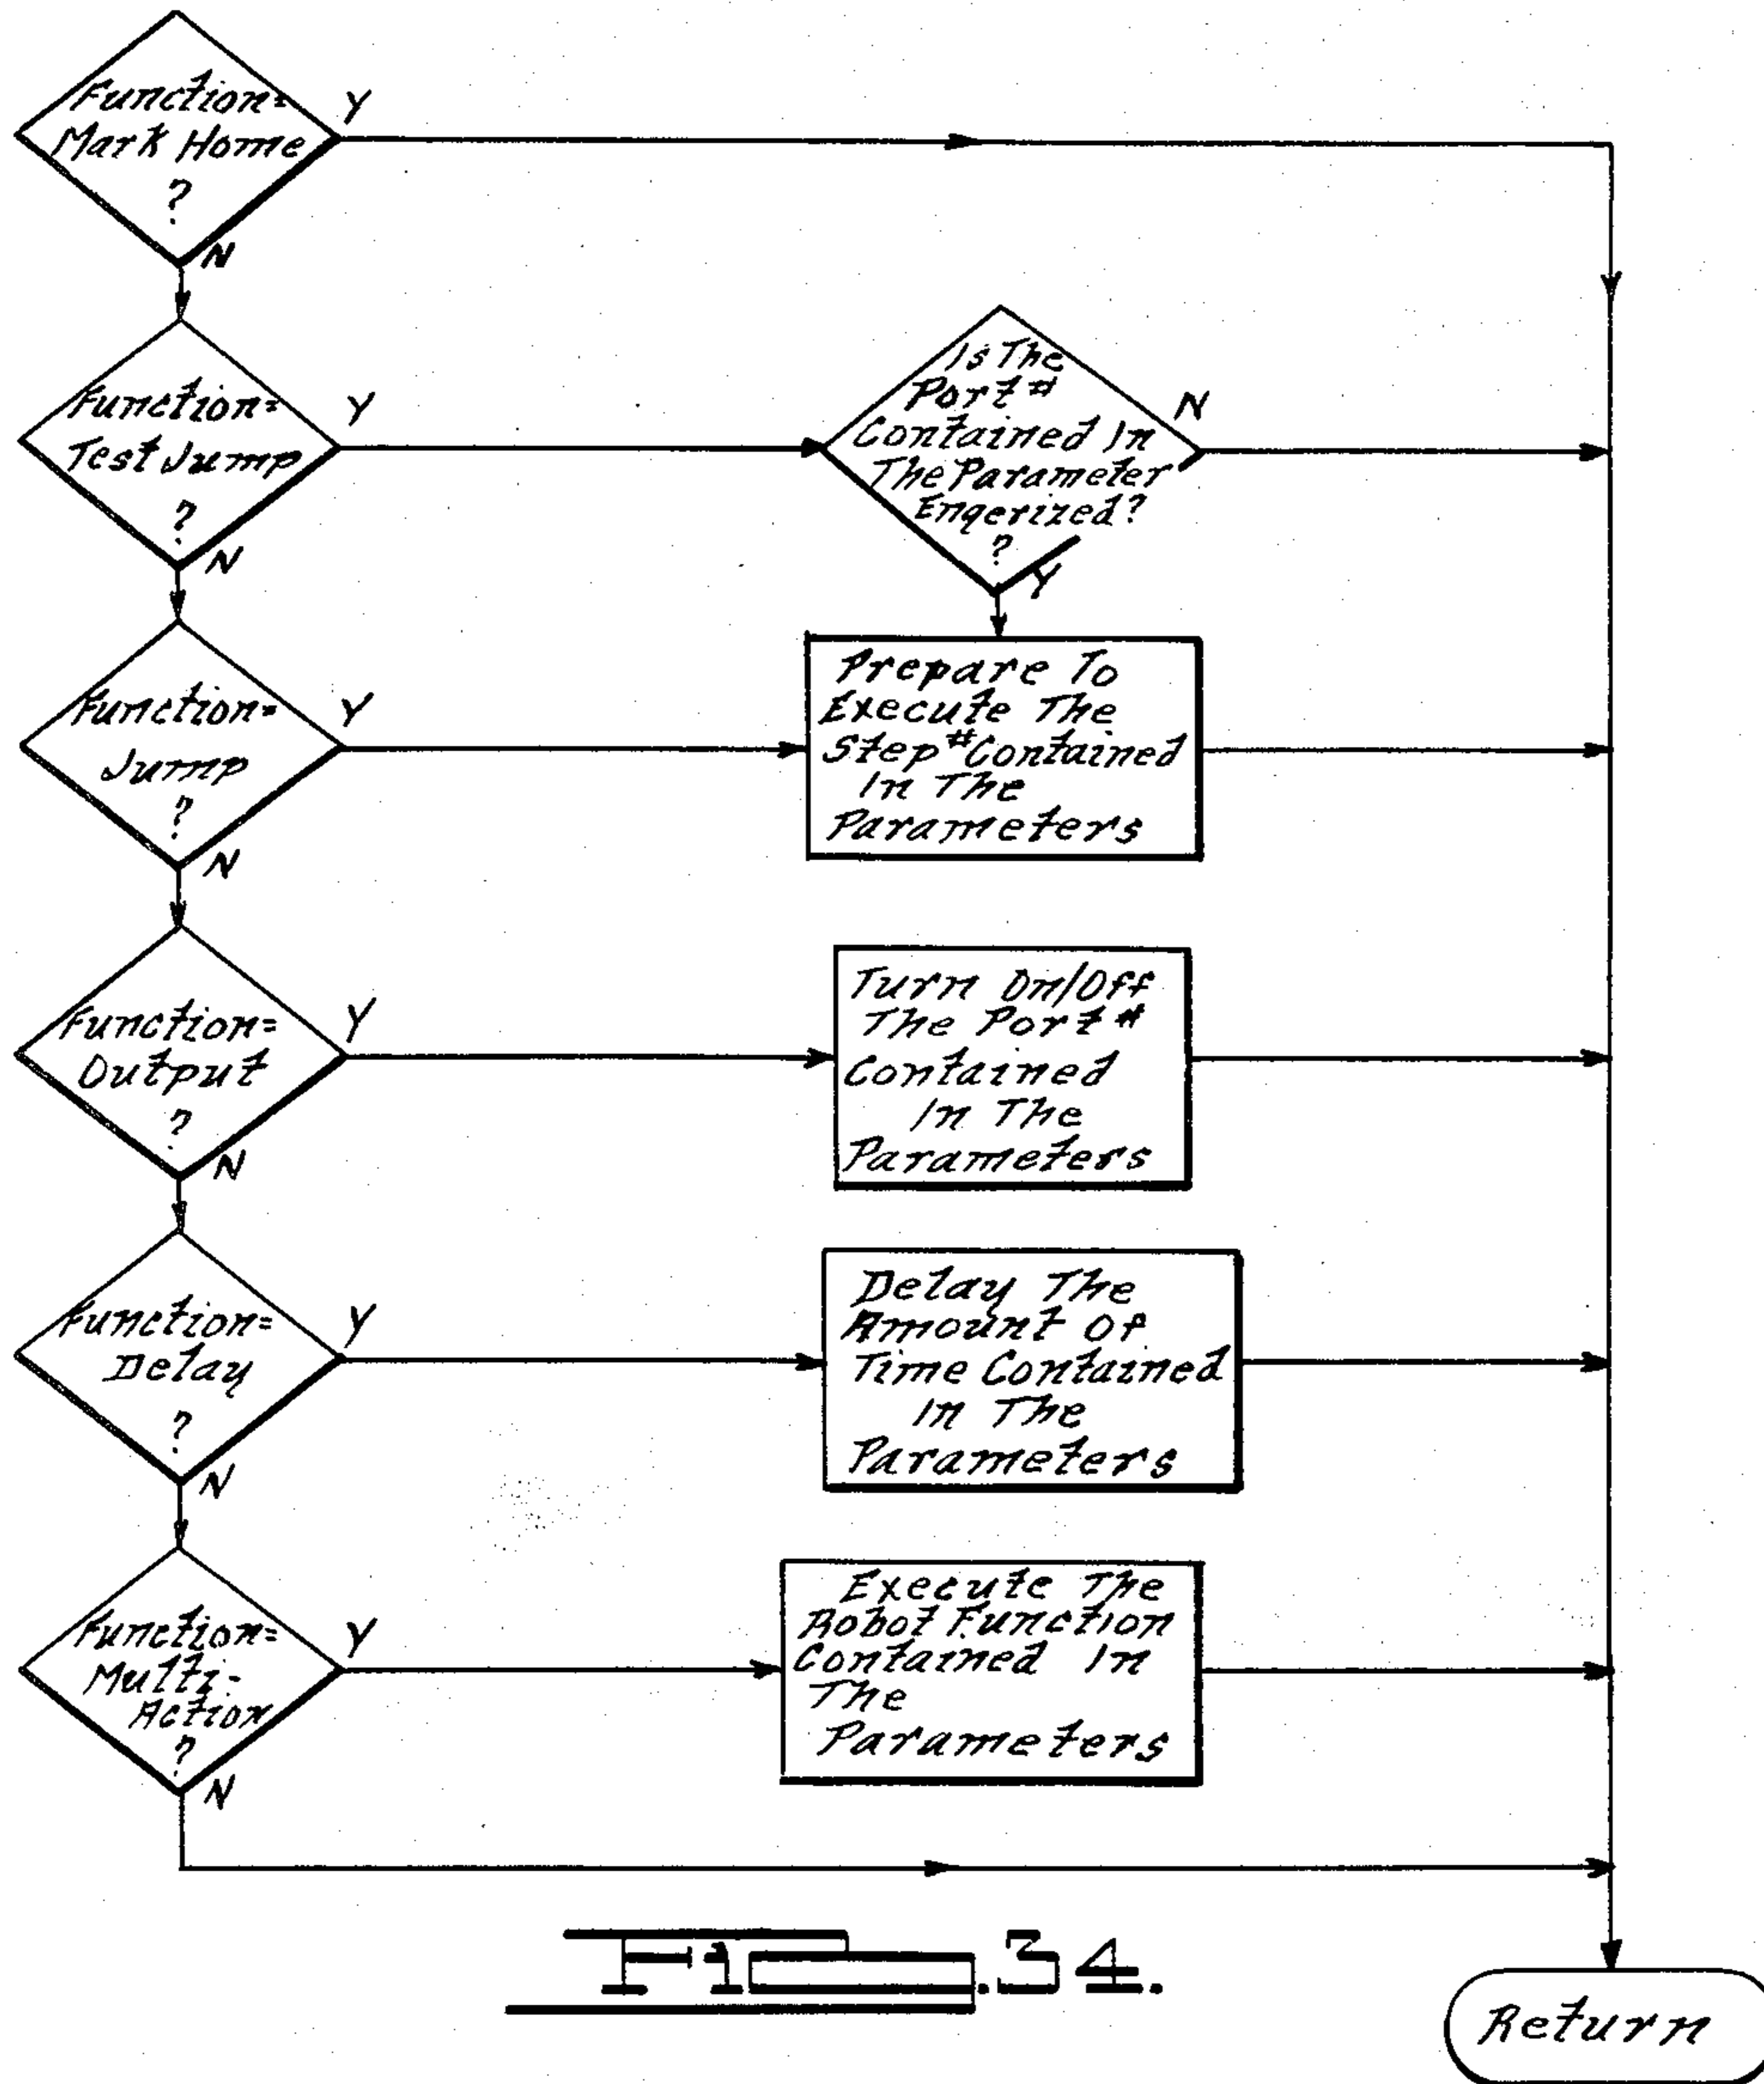 Function=
Mark Home
?
Y
N
Function=
Test Jump
?
Y
N
Is The
Port #
Contained In
The Parameter
Engerized?
?
N
Y
Function=
Jump
?
Y
N
Prepare To
Execute The
Step # Contained
In The
Parameters
Function=
Output
?
Y
N
Turn On/Off
The Port #
Contained
In The
Parameters
Function=
Delay
?
Y
N
Delay The
Amount Of
Time Contained
In The
Parameters
Function=
Multi-
Action
?
Y
N
Execute The
Robot Function
Contained In
The
Parameters
FIG.34.
Return